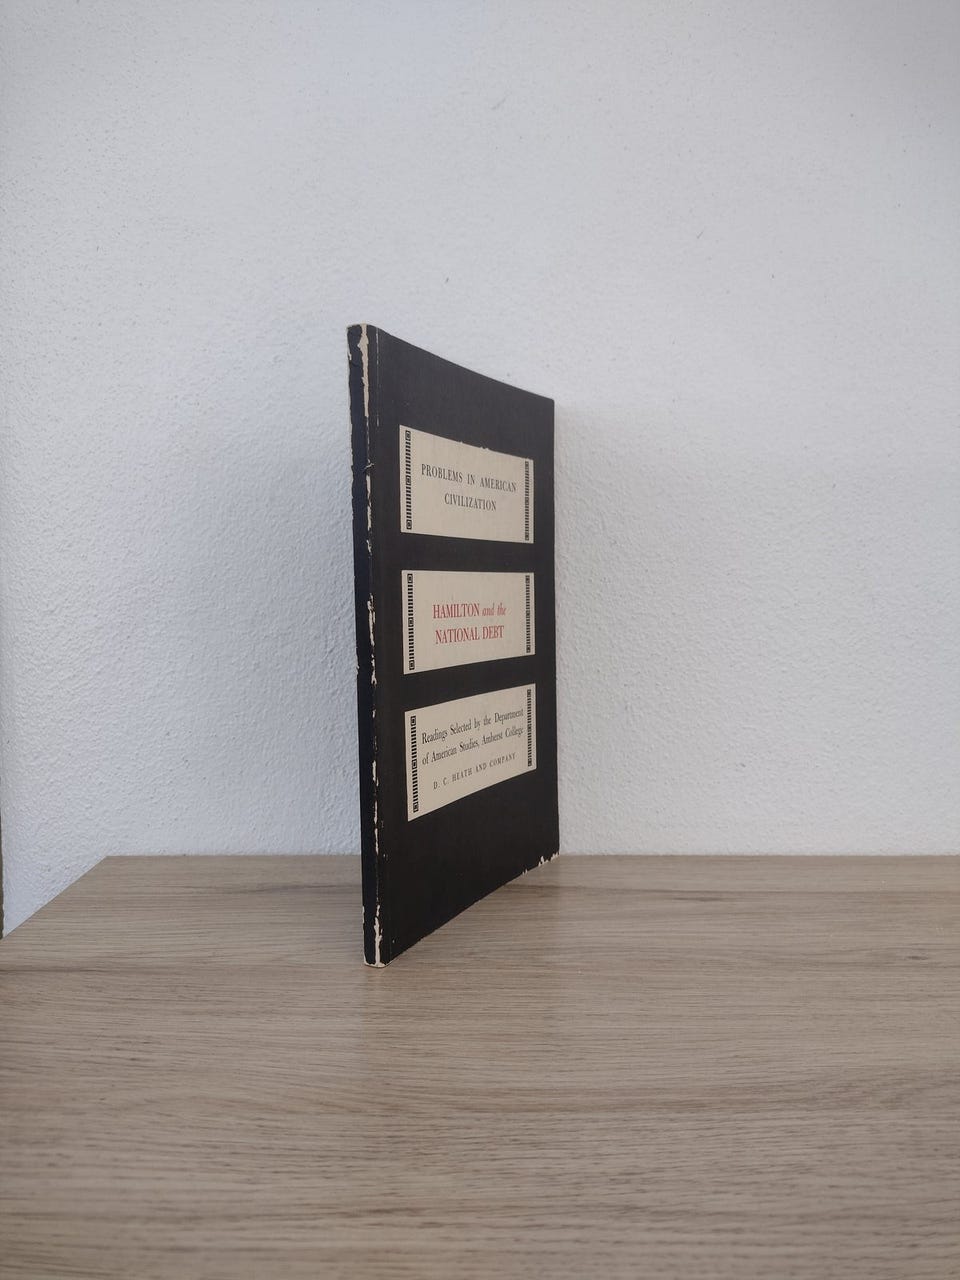 PROBLEMS IN AMERICAN
CIVILIZATION
HAMILTON and the
NATIONAL DEBT
Readings Selected by the Department
of American Studies, Amherst College
D. C. HEATH AND COMPANY